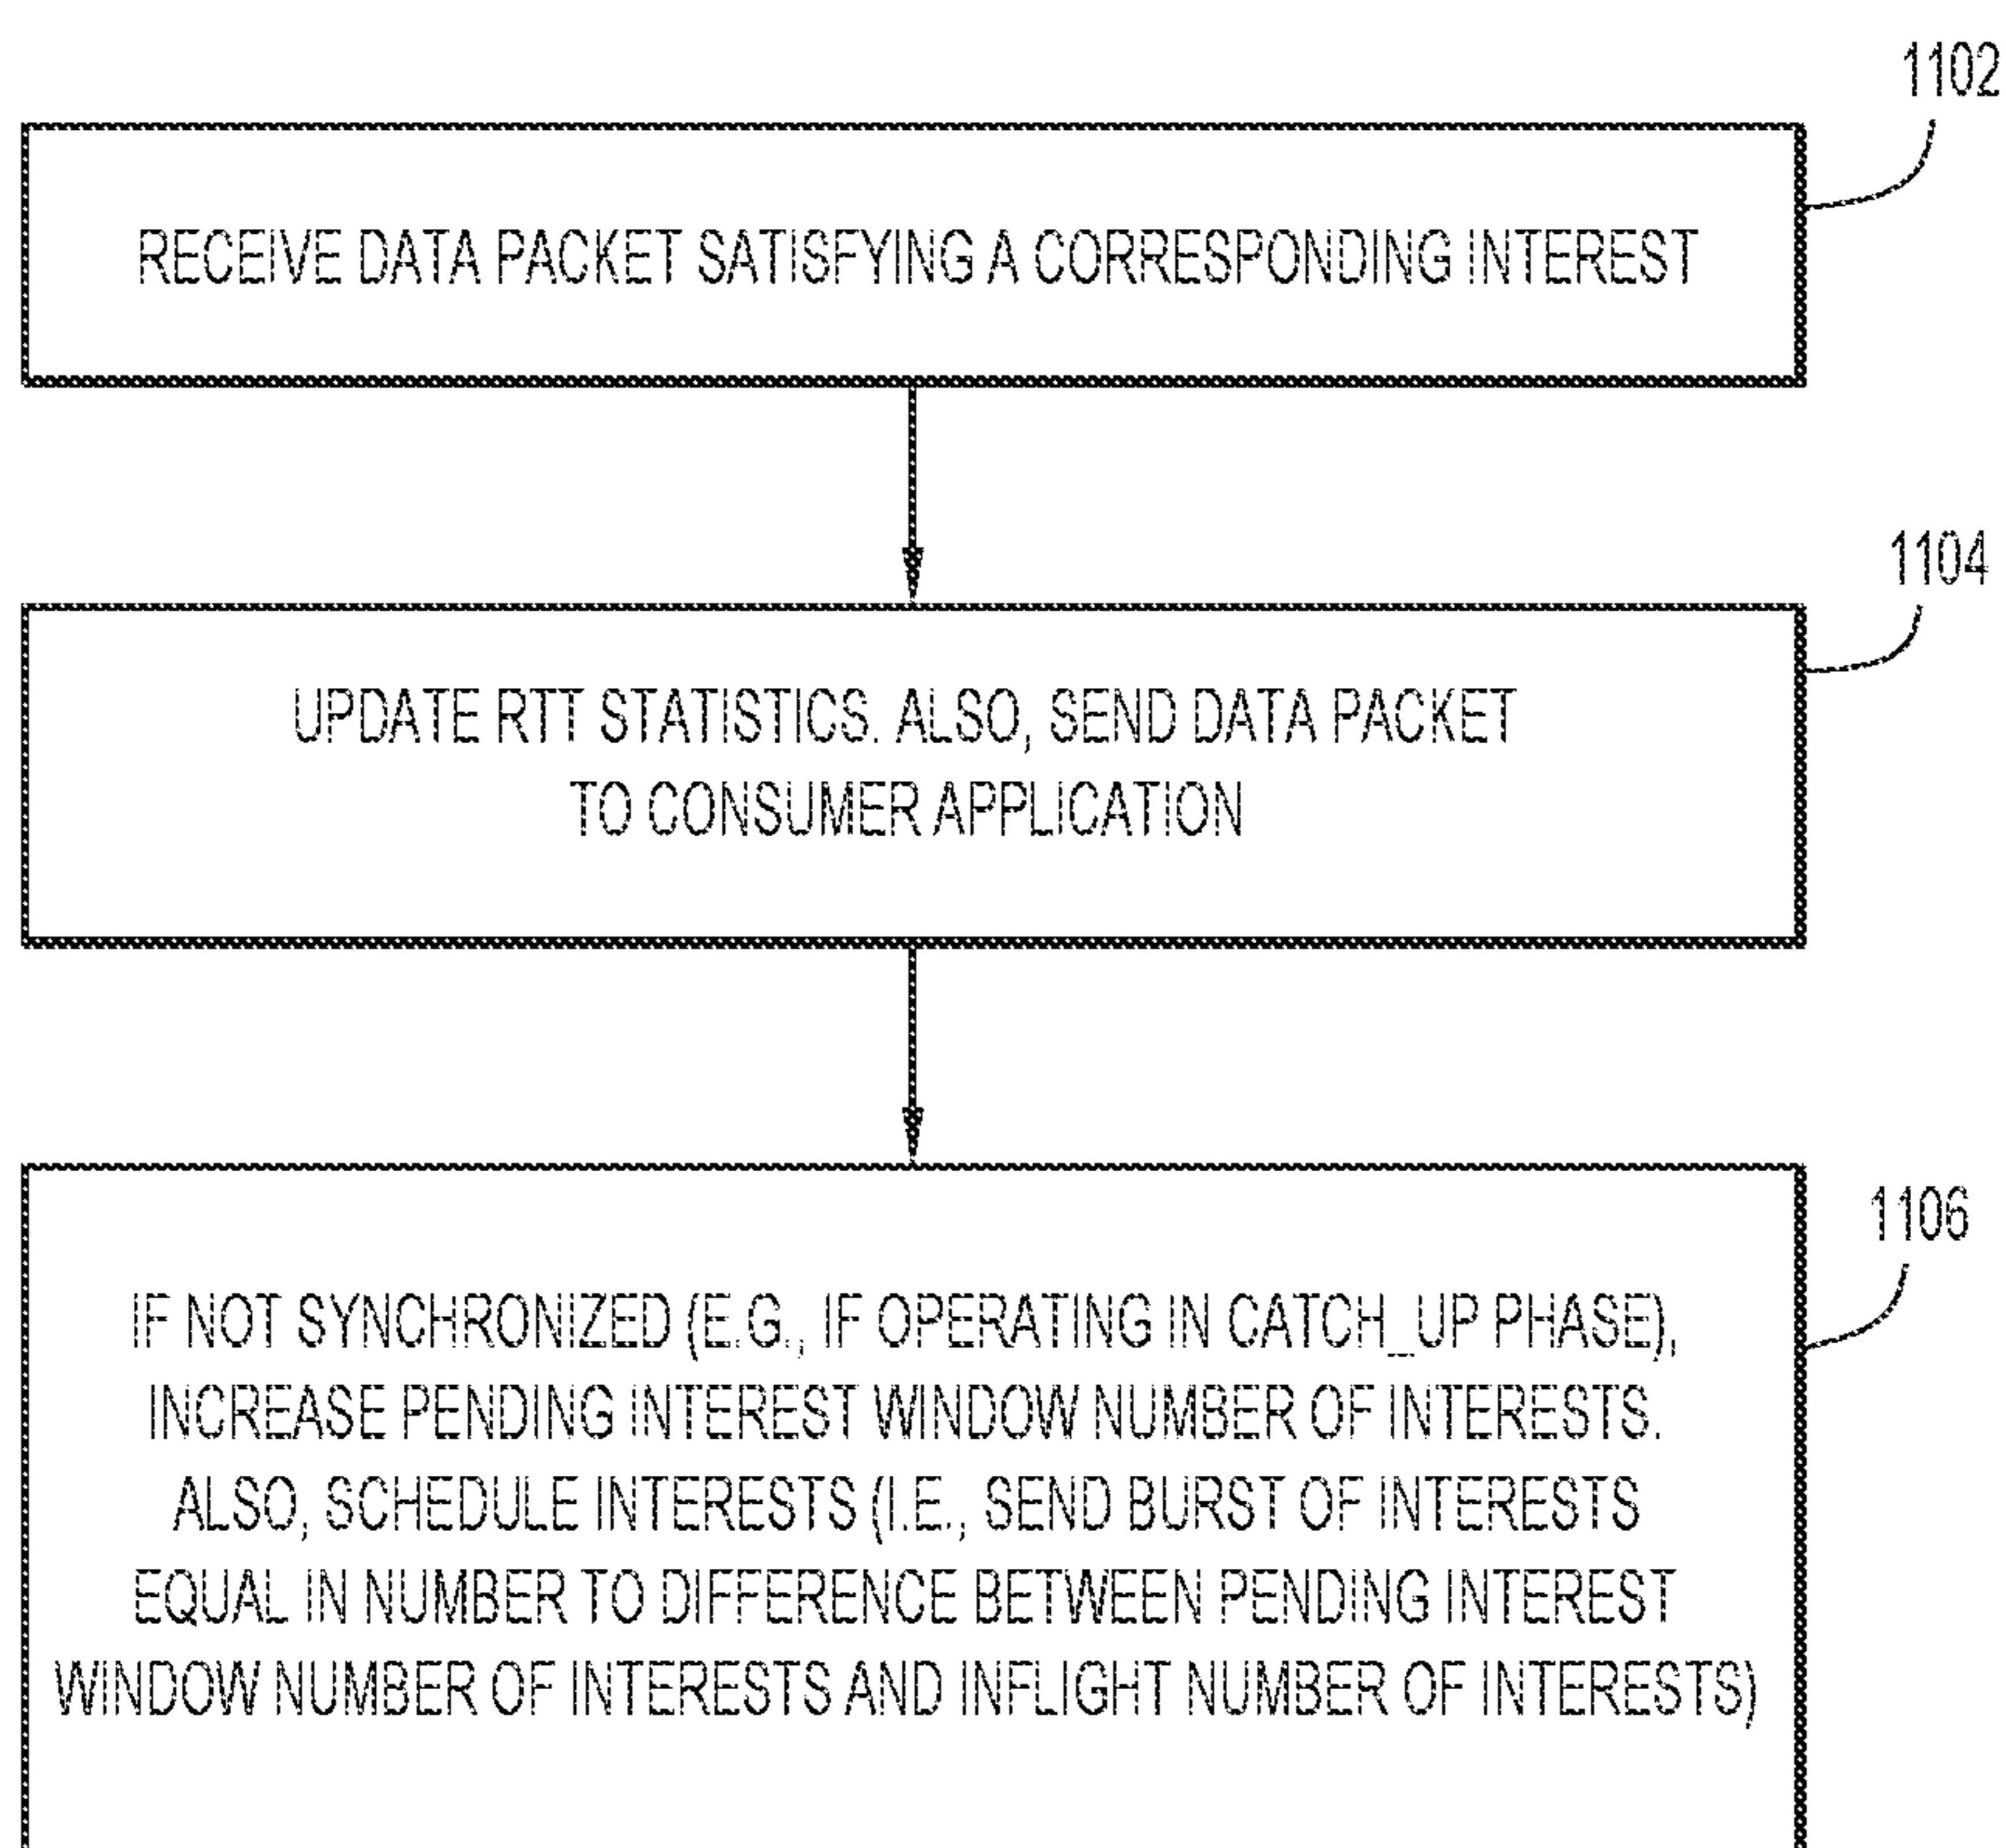 1102
RECEIVE DATA PACKET SATISFYING A CORRESPONDING INTEREST
1104
UPDATE RTT STATISTICS. ALSO, SEND DATA PACKET
TO CONSUMER APPLICATION
1106
IF NOT SYNCHRONIZED (E.G., IF OPERATING IN CATCH_UP PHASE),
INCREASE PENDING INTEREST WINDOW NUMBER OF INTERESTS.
ALSO, SCHEDULE INTERESTS (I.E., SEND BURST OF INTERESTS
EQUAL IN NUMBER TO DIFFERENCE BETWEEN PENDING INTEREST
WINDOW NUMBER OF INTERESTS AND INFLIGHT NUMBER OF INTERESTS)